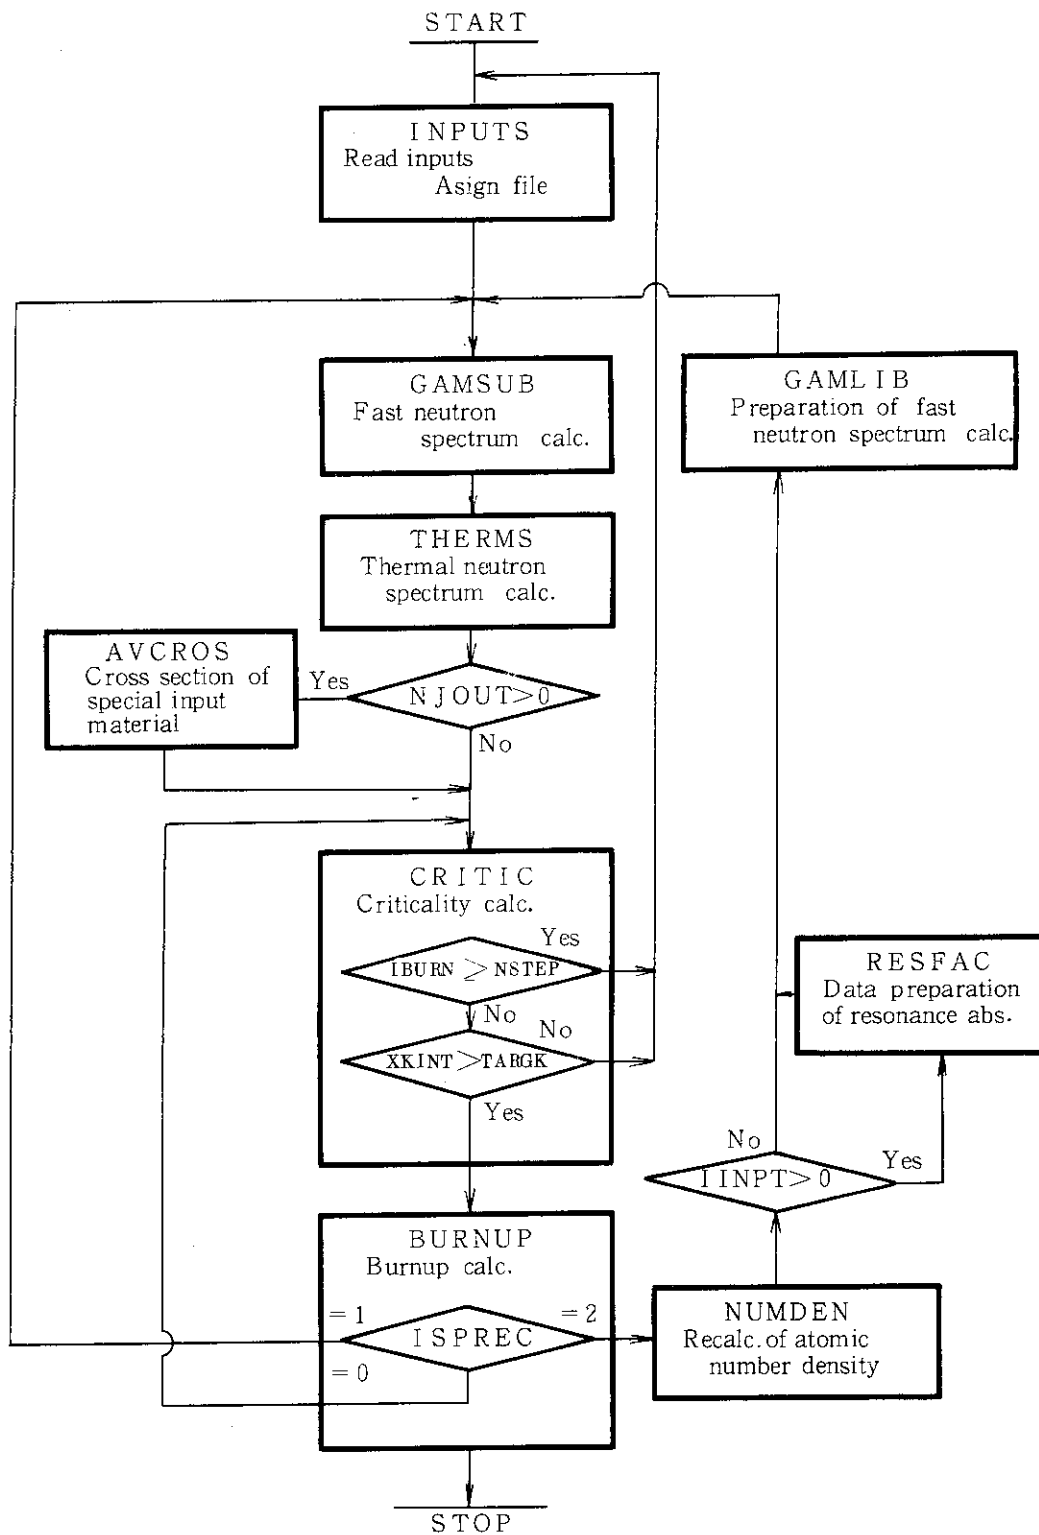 START
INPUTS
Read inputs
Asign file
GAMSUB
Fast neutron
spectrum calc.
GAMLIB
Preparation of fast
neutron spectrum calc.
THERMS
Thermal neutron
spectrum calc.
AVCROS
Cross section of
special input
material
Yes
NJOUT>0
No
CRITIC
Criticality calc.
Yes
IBURN ≥ NSTEP
No
No
XKINT>TARGK
Yes
RESFAC
Data preparation
of resonance abs.
No
IINPT>0
Yes
BURNUP
Burnup calc.
=1
ISPREC
=2
=0
NUMDEN
Recalc. of atomic
number density
STOP